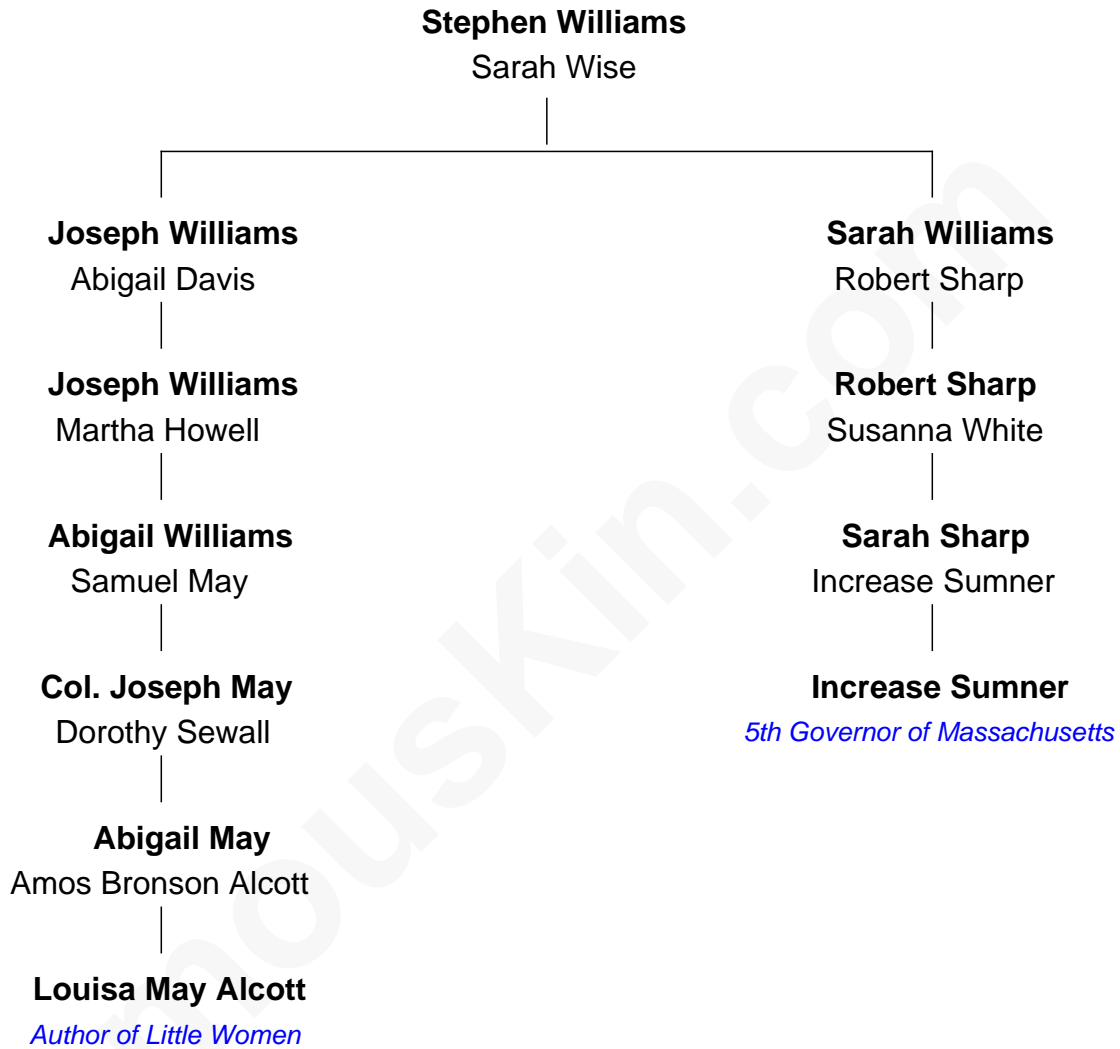 Stephen Williams
Sarah Wise
Joseph Williams
Abigail Davis
Sarah Williams
Robert Sharp
Joseph Williams
Martha Howell
Robert Sharp
Susanna White
Abigail Williams
Samuel May
Sarah Sharp
Increase Sumner
Col. Joseph May
Dorothy Sewall
Increase Sumner
5th Governor of Massachusetts
Abigail May
Amos Bronson Alcott
Louisa May Alcott
Author of Little Women
mousKin.com